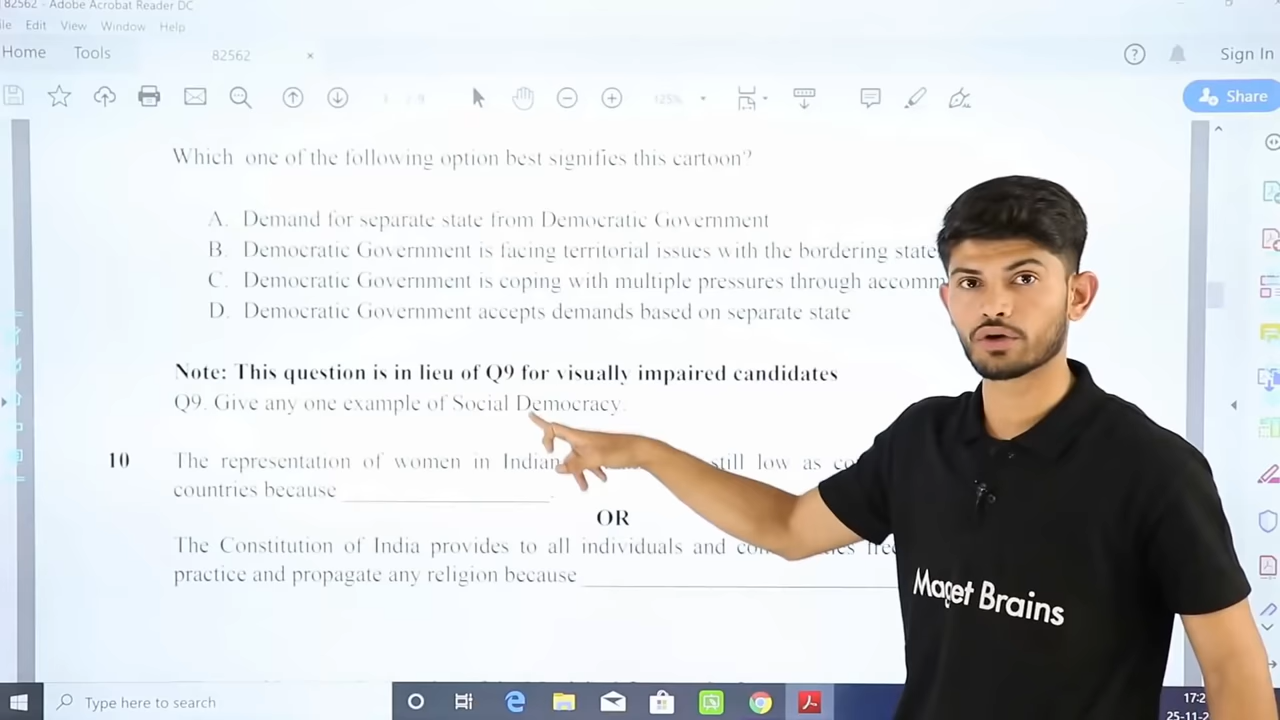 82562 - Adobe Acrobat Reader DC
ile Edit View Window Help
Home Tools 82562 ×
Sign In
125%
Share
Which one of the following option best signifies this cartoon?
A. Demand for separate state from Democratic Government
B. Democratic Government is facing territorial issues with the bordering state
C. Democratic Government is coping with multiple pressures through accomm
D. Democratic Government accepts demands based on separate state
Note: This question is in lieu of Q9 for visually impaired candidates
Q9. Give any one example of Social Democracy.
10 The representation of women in Indian still low as co
countries because ____________________.
OR
The Constitution of India provides to all individuals and con
practice and propagate any religion because ____________________
Magnet Brains
Type here to search
17:2
25-11-2